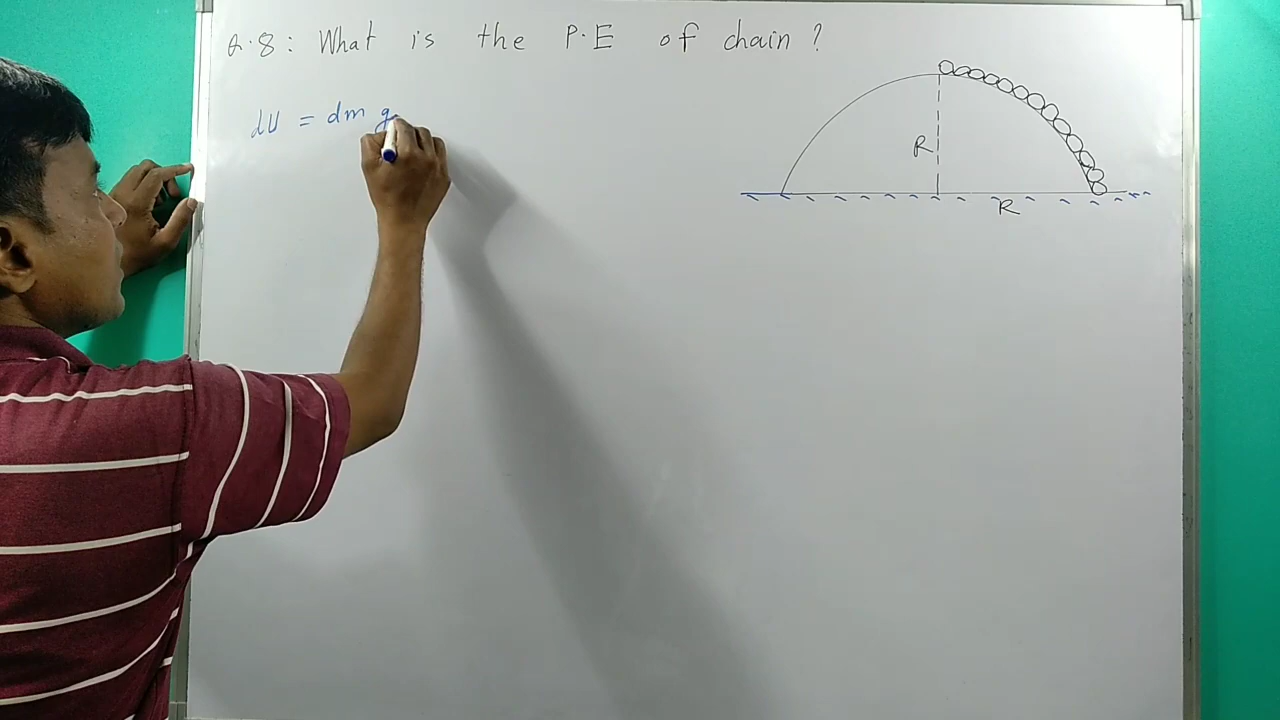 Q.8: What is the P.E of chain ?
dU = dm g
R
R